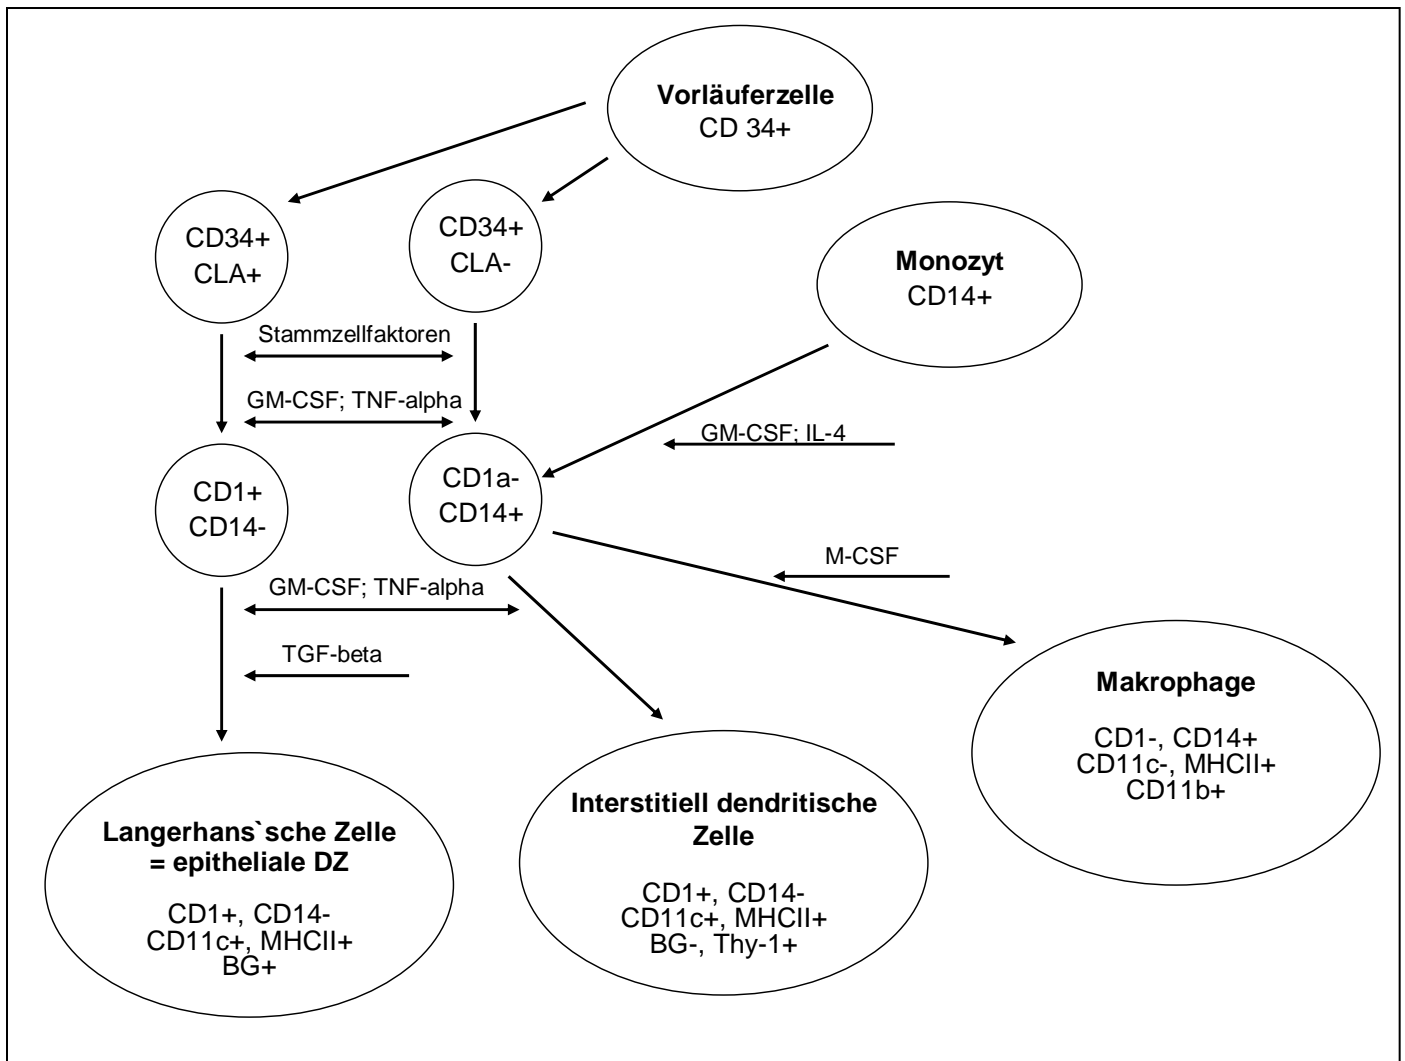 Vorläuferzelle
CD 34+
CD34+
CLA+
CD34+
CLA-
Monozyt
CD14+
Stammzellfaktoren
GM-CSF; TNF-alpha
GM-CSF; IL-4
CD1+
CD14-
CD1a-
CD14+
M-CSF
GM-CSF; TNF-alpha
TGF-beta
Makrophage
CD1-, CD14+
CD11c-, MHCII+
CD11b+
Interstitiell dendritische
Zelle
CD1+, CD14-
CD11c+, MHCII+
BG-, Thy-1+
Langerhans`sche Zelle
= epitheliale DZ
CD1+, CD14-
CD11c+, MHCII+
BG+